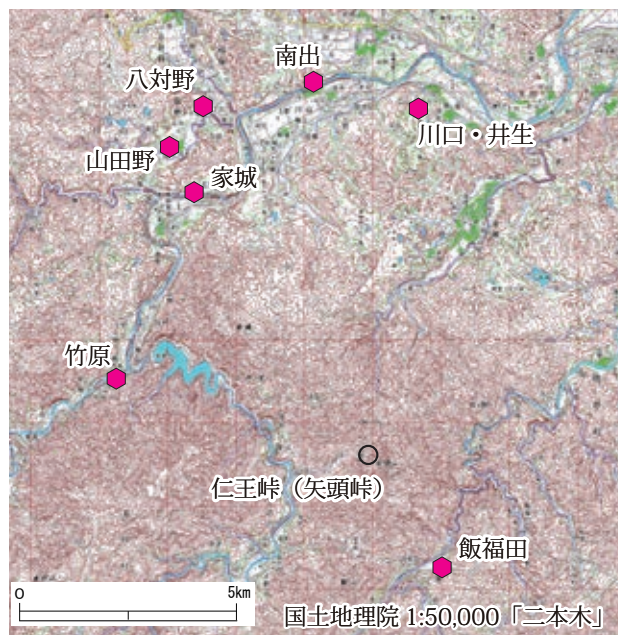 南出
八対野
川口・井生
山田野
家城
竹原
仁王峠（矢頭峠）
飯福田
0 5km
国土地理院 1:50,000「二本木」